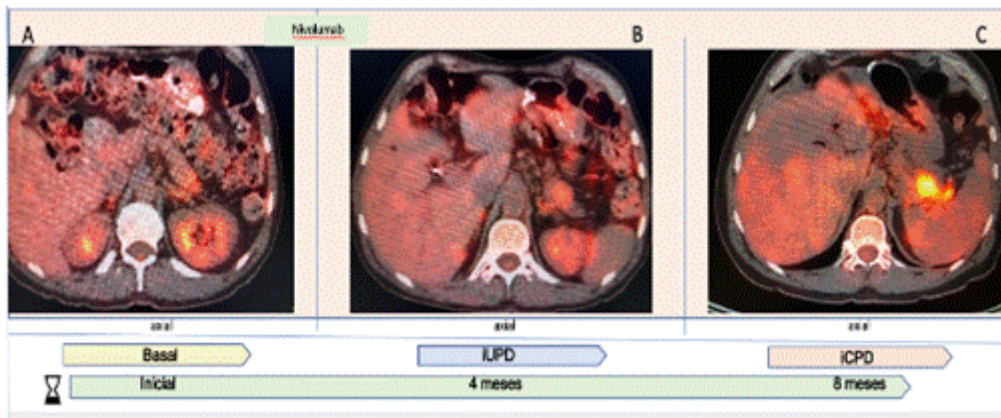 A
Nivolumab
B
C
axial
axial
axial
Basal
iUPD
iCPD
Inicial
4 meses
8 meses